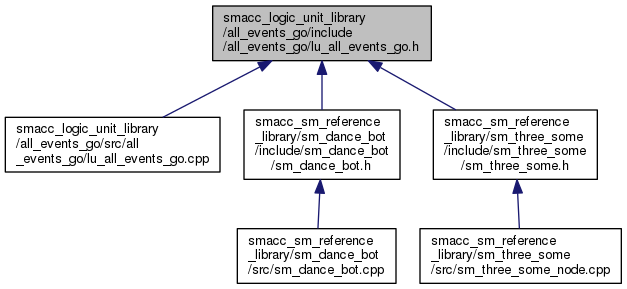 smacc_logic_unit_library
/all_events_go/include
/all_events_go/lu_all_events_go.h
smacc_logic_unit_library
/all_events_go/src/all
_events_go/lu_all_events_go.cpp
smacc_sm_reference
_library/sm_dance_bot
/include/sm_dance_bot
/sm_dance_bot.h
smacc_sm_reference
_library/sm_three_some
/include/sm_three_some
/sm_three_some.h
smacc_sm_reference
_library/sm_dance_bot
/src/sm_dance_bot.cpp
smacc_sm_reference
_library/sm_three_some
/src/sm_three_some_node.cpp